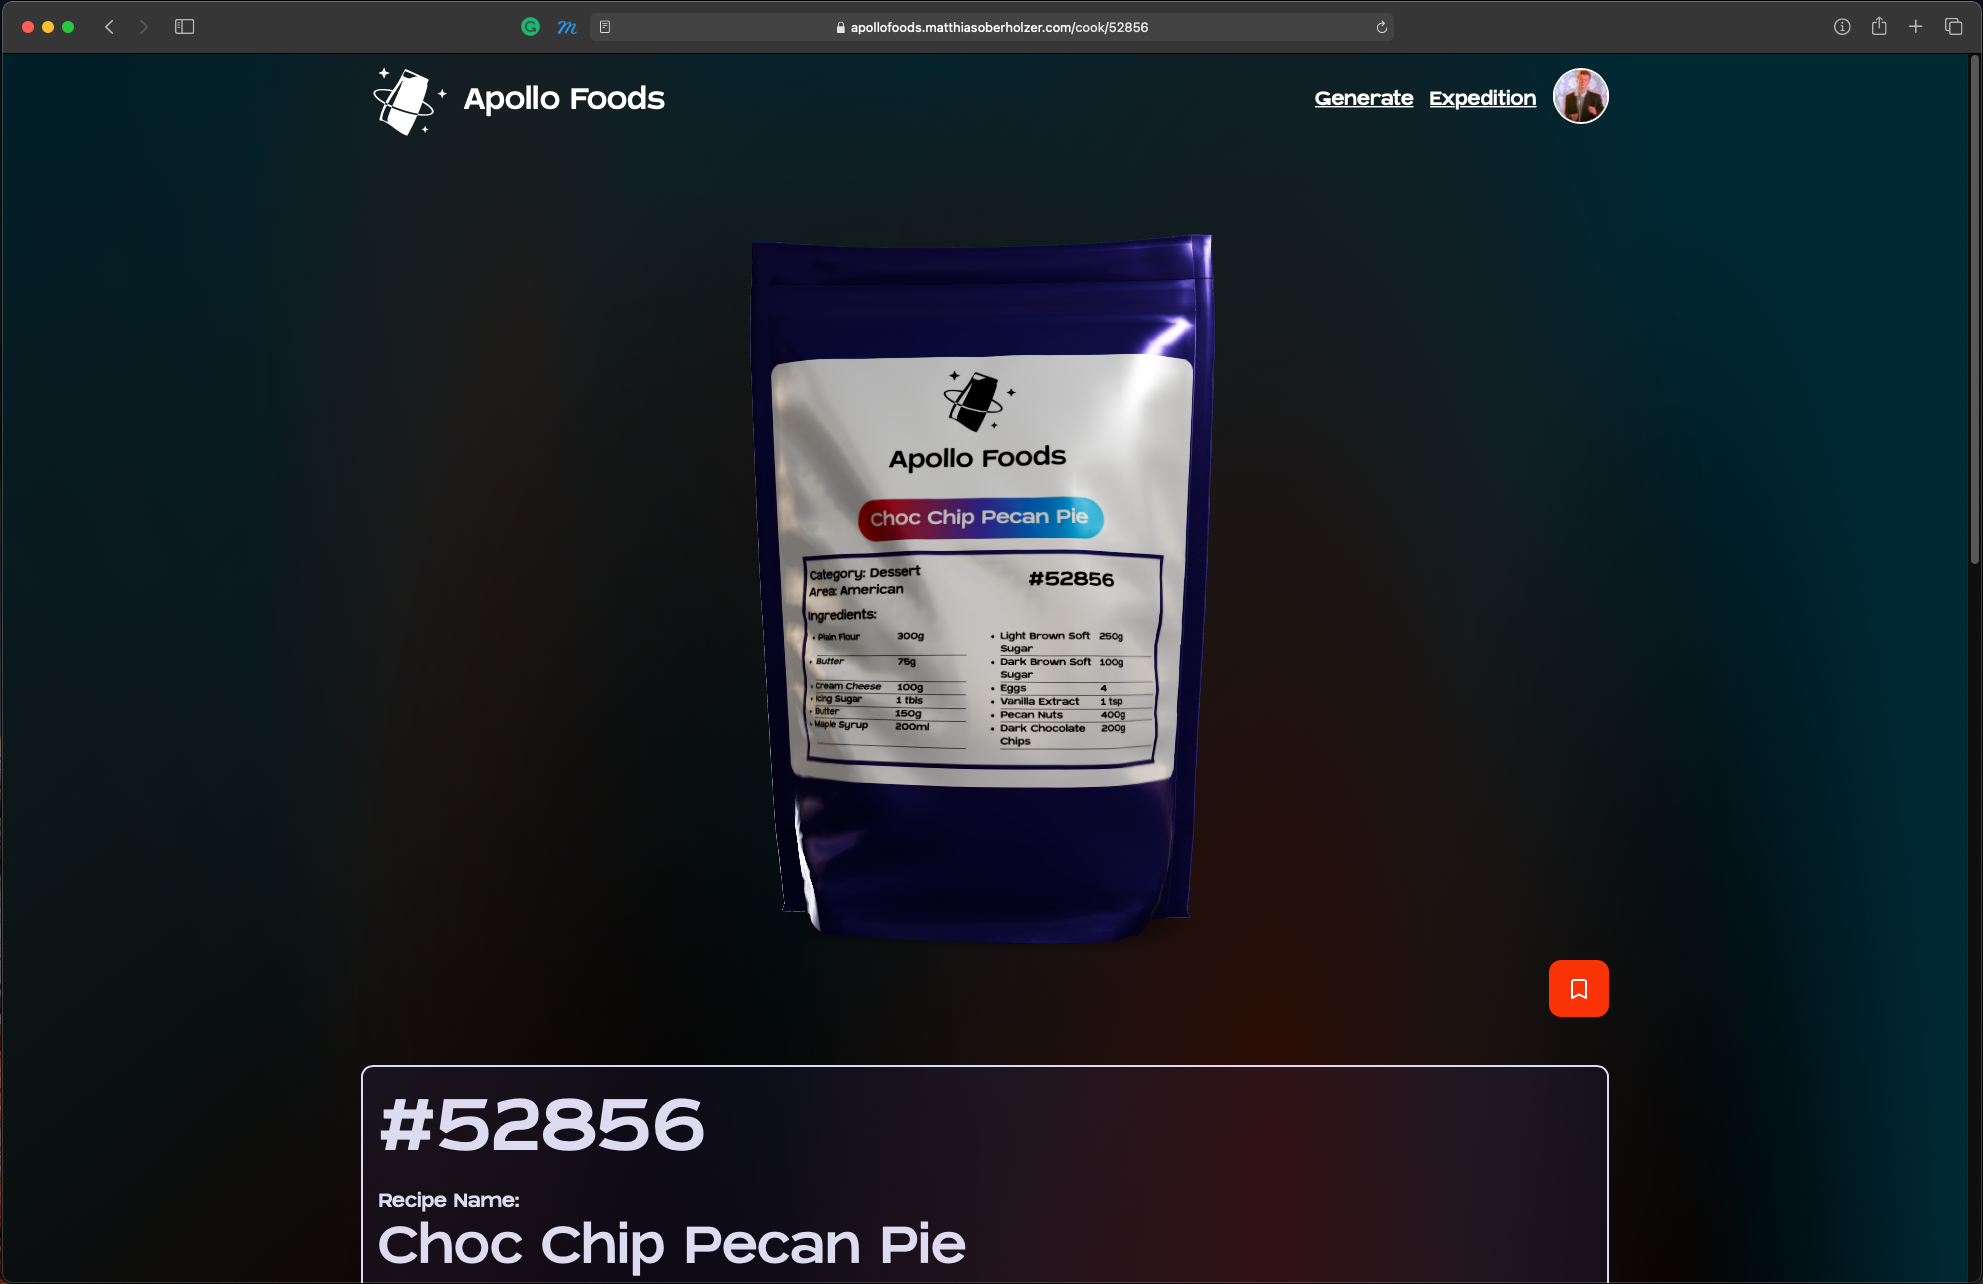 apollofoods.matthiasoberholzer.com/cook/52856
Apollo Foods
Generate Expedition
Apollo Foods
Choc Chip Pecan Pie
Category: Dessert
#52856
Area: American
Ingredients:
• Plain Flour 300g
• Butter 75g
• Cream Cheese 100g
• Icing Sugar 1 tbls
• Butter 150g
• Maple Syrup 200ml
• Light Brown Soft 250g
Sugar
• Dark Brown Soft 100g
Sugar
• Eggs 4
• Vanilla Extract 1 tsp
• Pecan Nuts 400g
• Dark Chocolate 200g
Chips
#52856
Recipe Name:
Choc Chip Pecan Pie